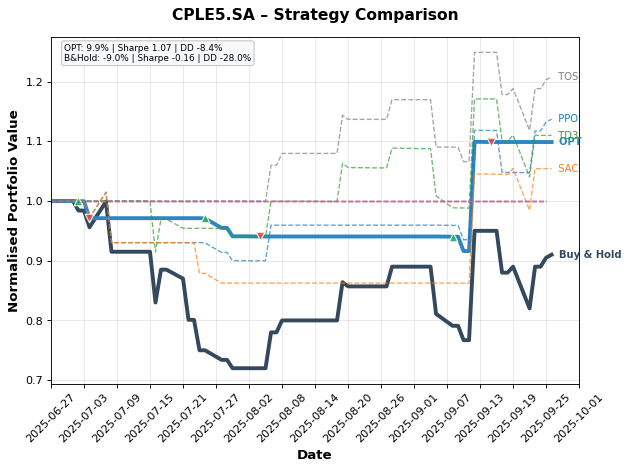 CPLE5.SA – Strategy Comparison
OPT: 9.9% | Sharpe 1.07 | DD -8.4%
B&Hold: -9.0% | Sharpe -0.16 | DD -28.0%
Normalised Portfolio Value
1.2
1.1
1.0
0.9
0.8
0.7
TOS
PPO
TD3
OPT
SAC
Buy & Hold
2025-06-27
2025-07-03
2025-07-09
2025-07-15
2025-07-21
2025-07-27
2025-08-02
2025-08-08
2025-08-14
2025-08-20
2025-08-26
2025-09-01
2025-09-07
2025-09-13
2025-09-19
2025-09-25
2025-10-01
Date